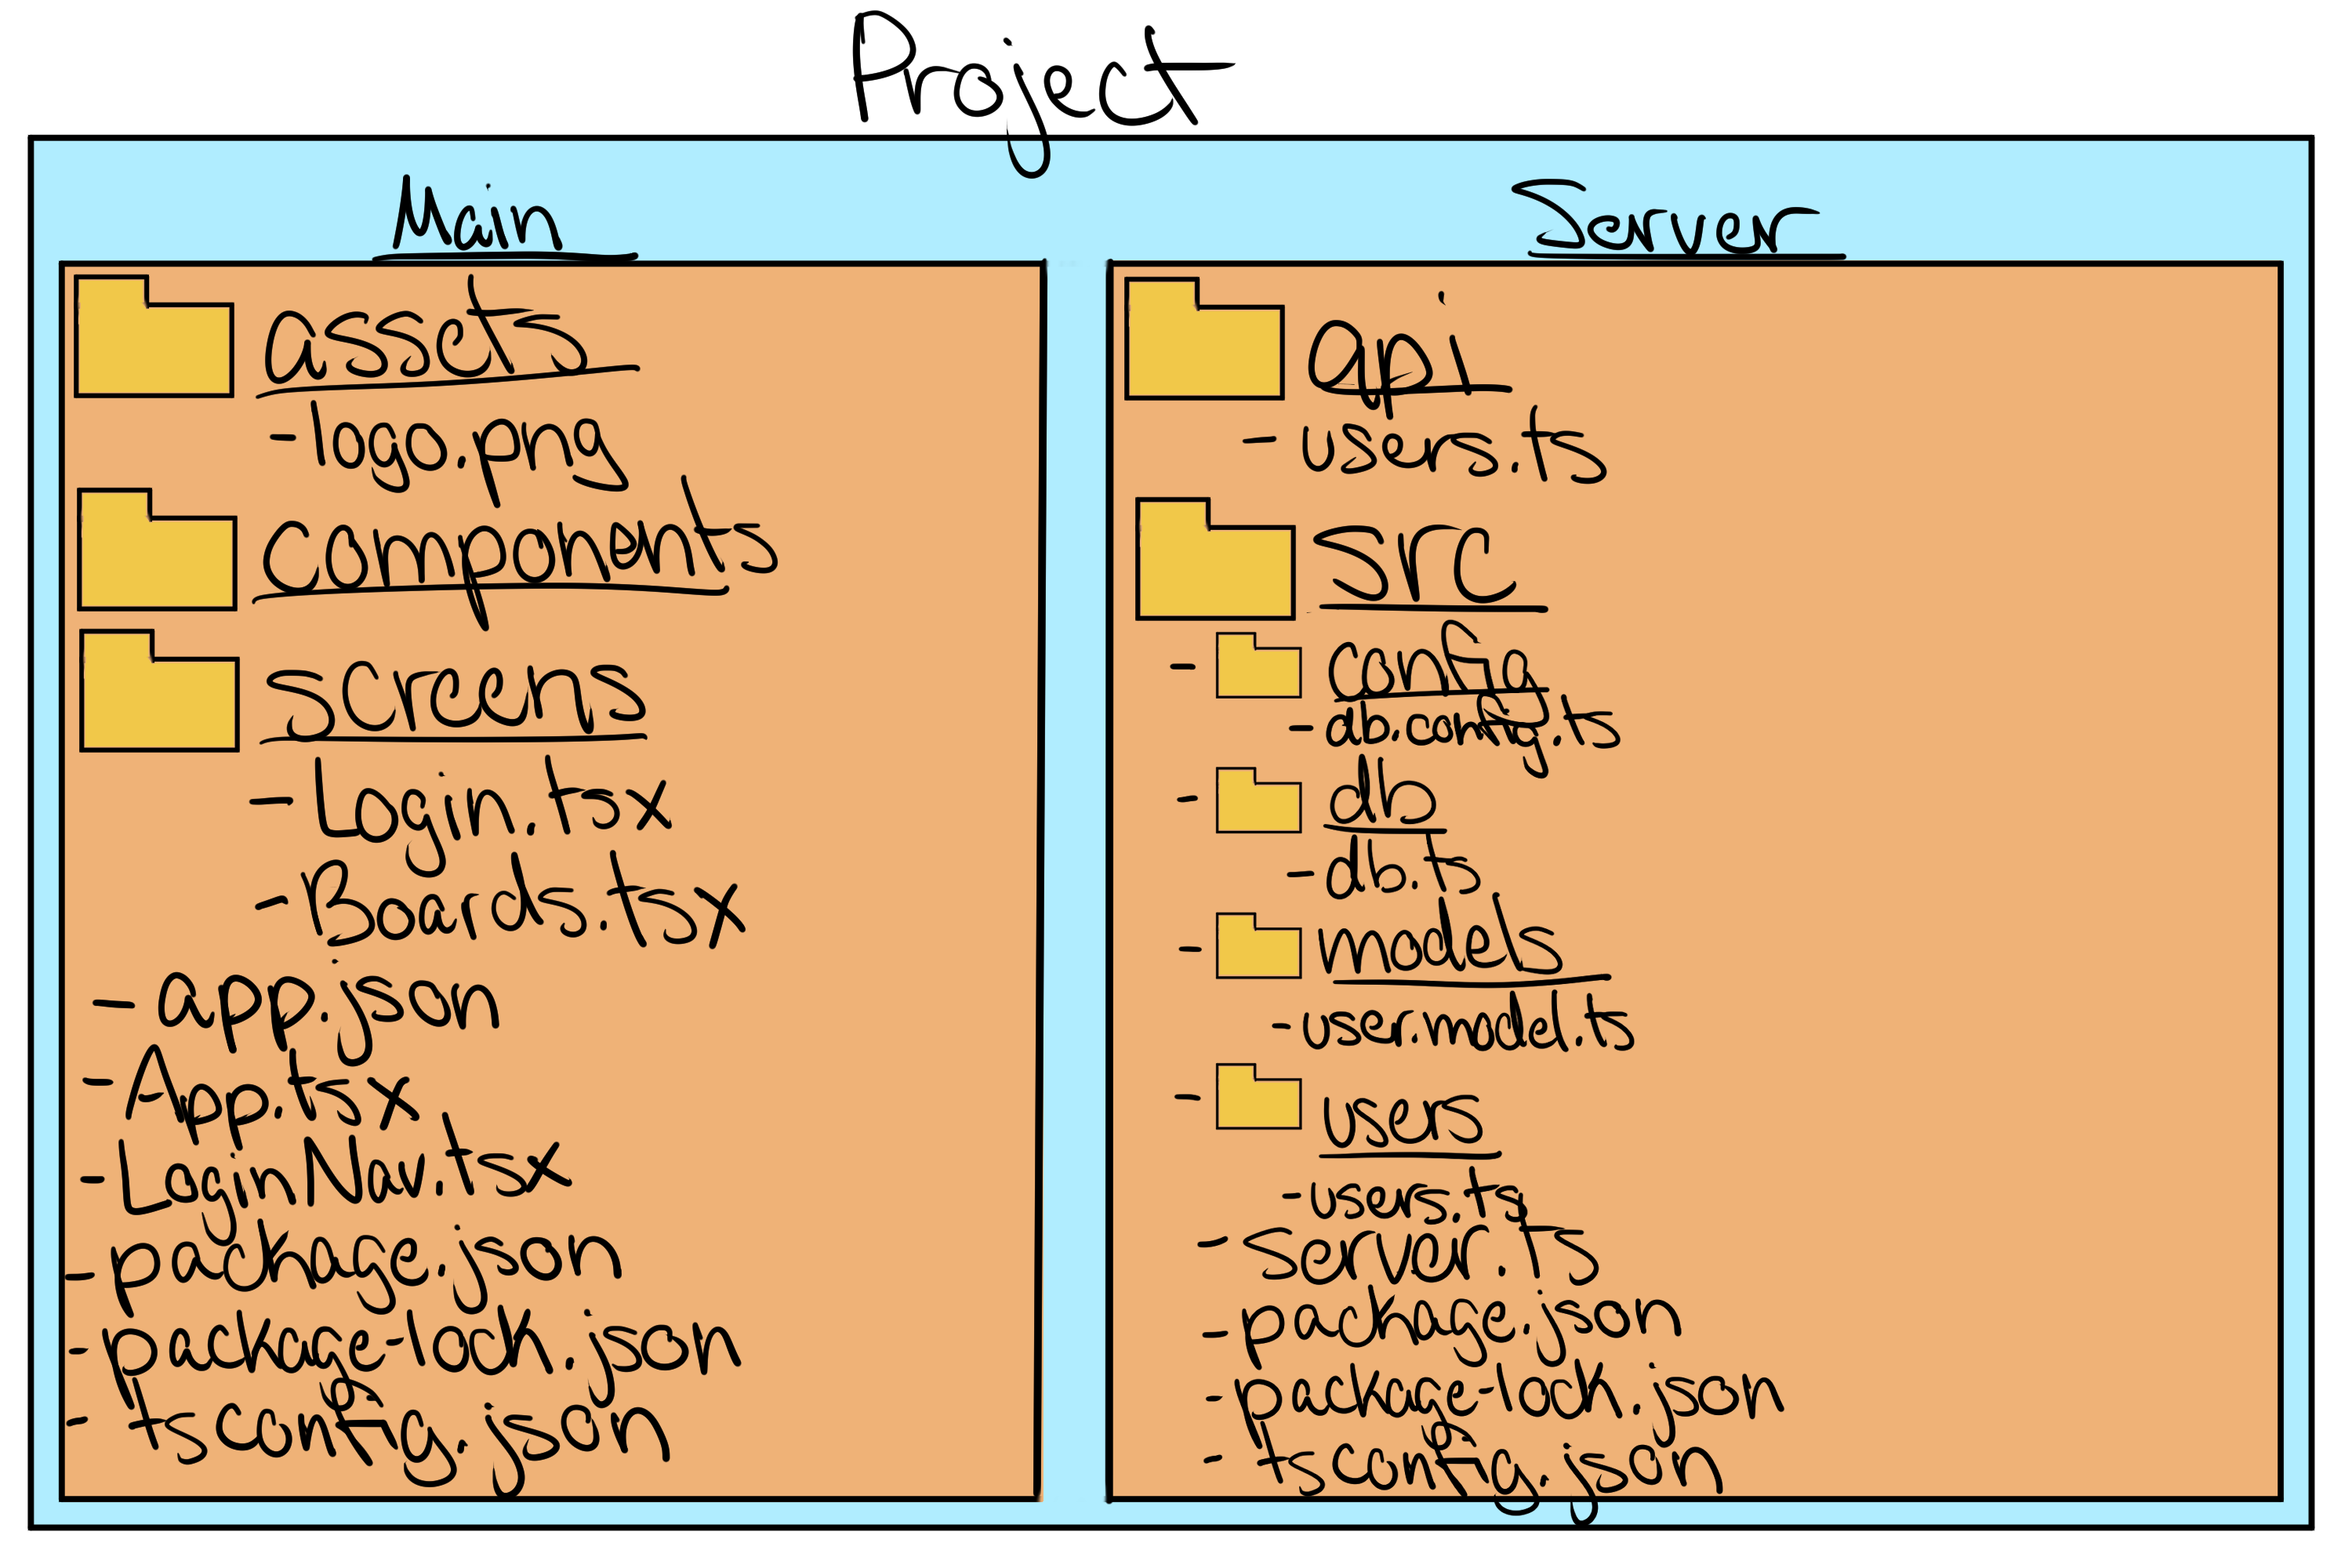 Project
Main
assets
-logo.png
components
screens
-Login.tsx
-Boards.tsx
-app.json
-App.tsx
-LoginNav.tsx
-package.json
-package-lock.json
-tsconfig.json
Server
api
-users.ts
src
-config
-db.config.ts
-db
-db.ts
-models
-user.model.ts
-users
-users.ts
-server.ts
-package.json
-package-lock.json
-tsconfig.json